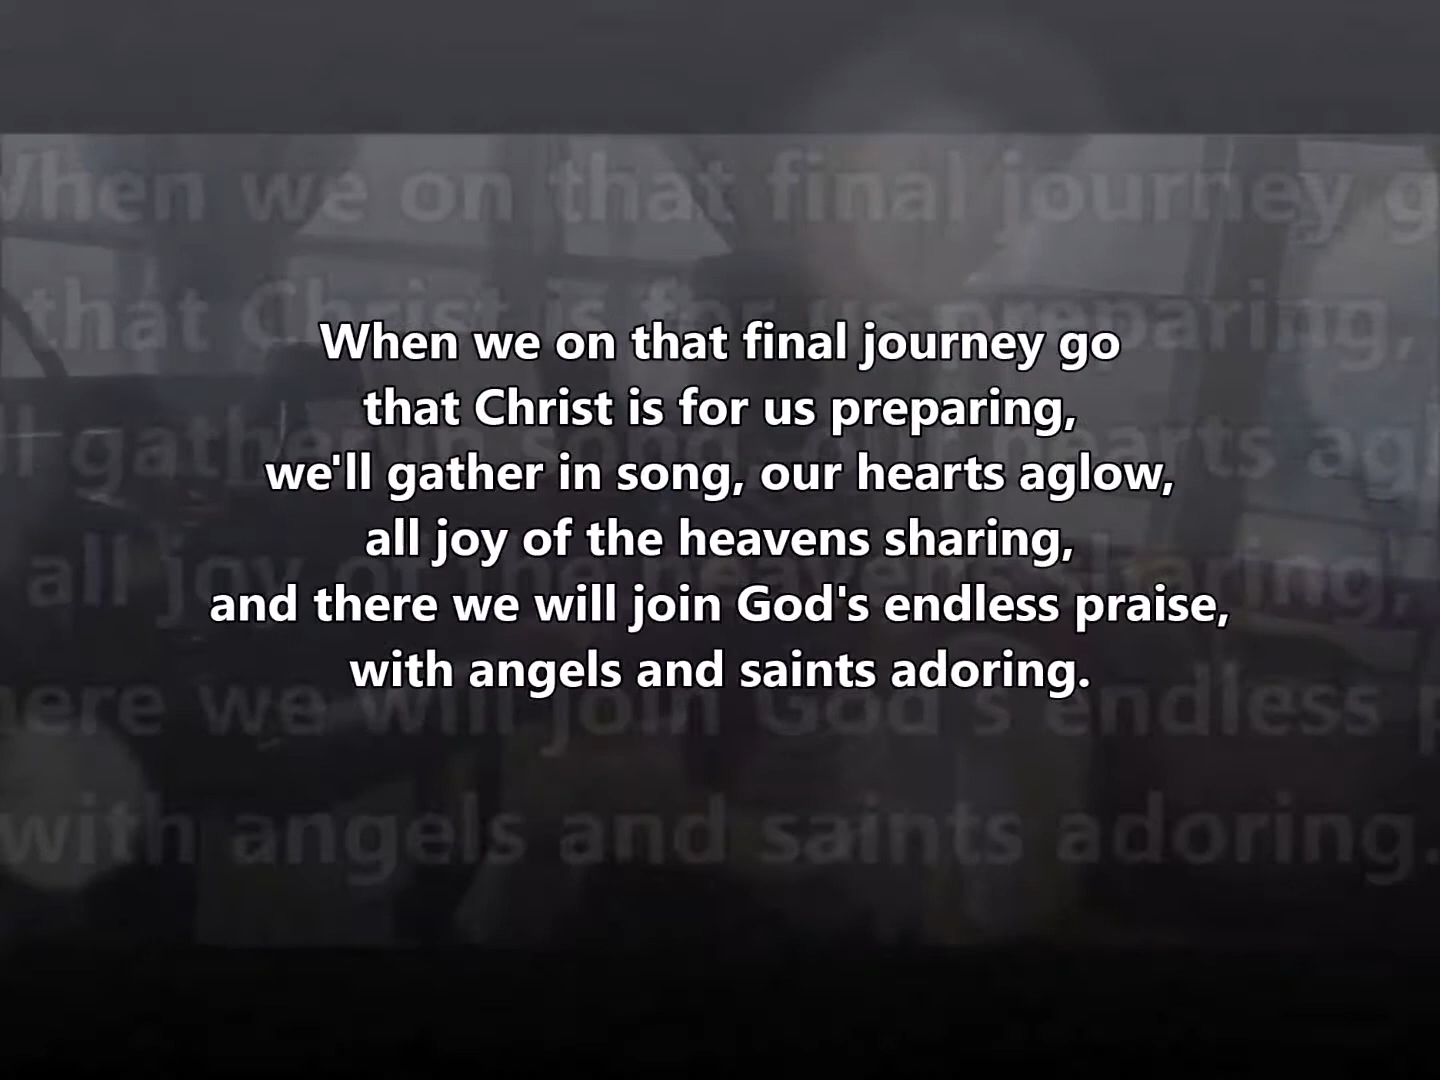 When we on that final journey go
that Christ is for us preparing,
we'll gather in song, our hearts aglow,
all joy of the heavens sharing,
and there we will join God's endless praise,
with angels and saints adoring.